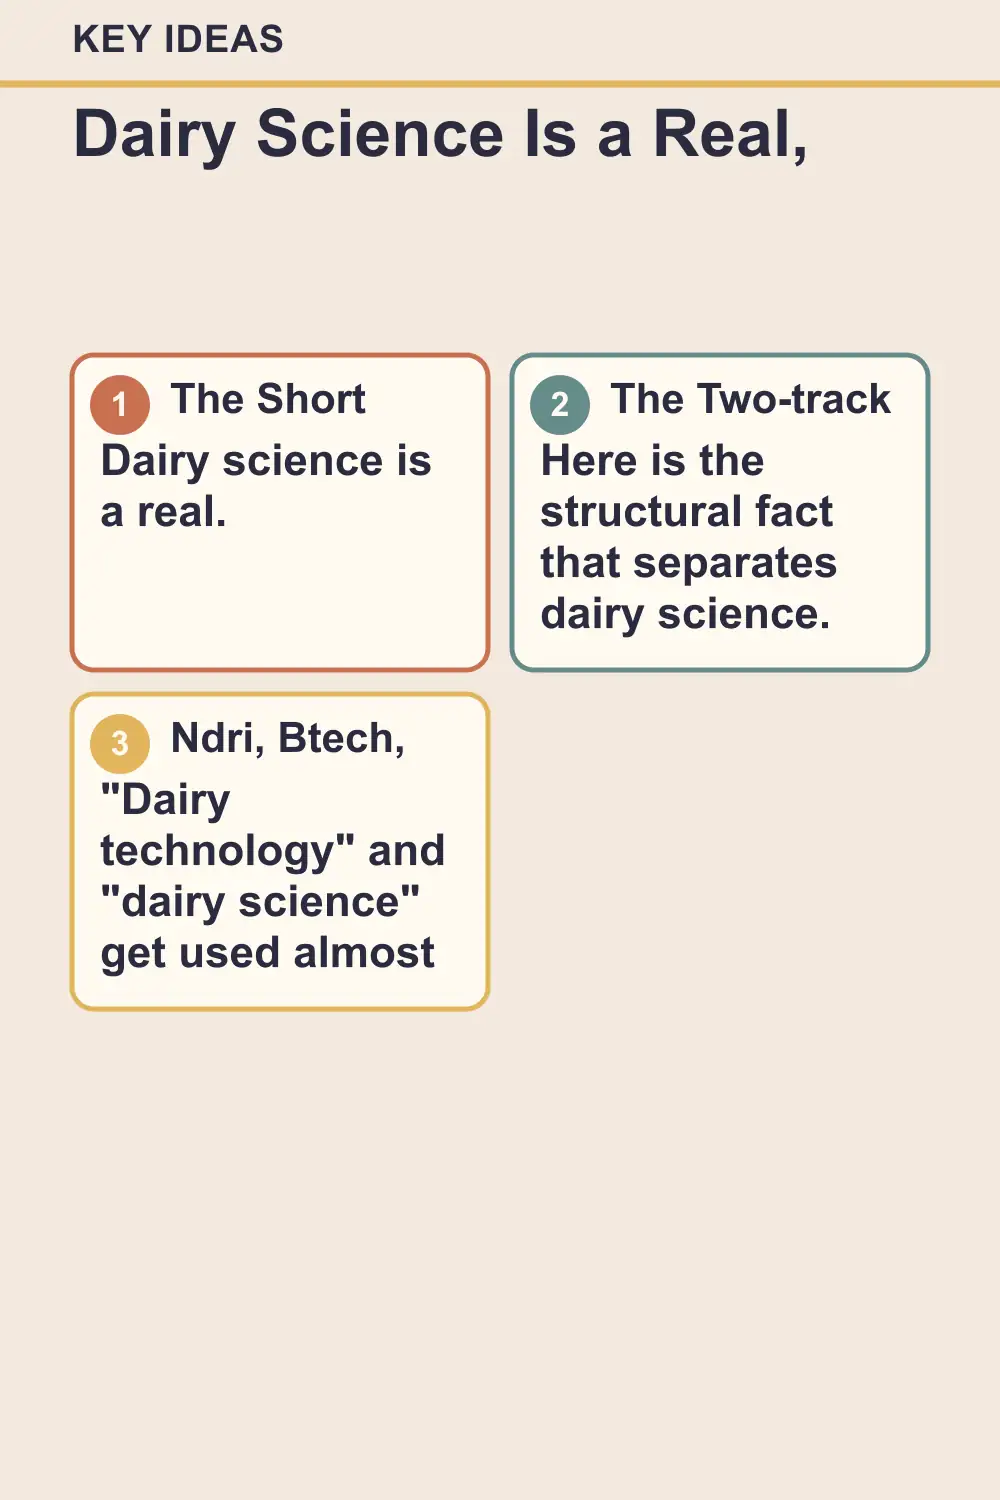 KEY IDEAS
Dairy Science Is a Real,
1 The Short
Dairy science is
a real.
2 The Two-track
Here is the
structural fact
that separates
dairy science.
3 Ndri, Btech,
"Dairy
technology" and
"dairy science"
get used almost